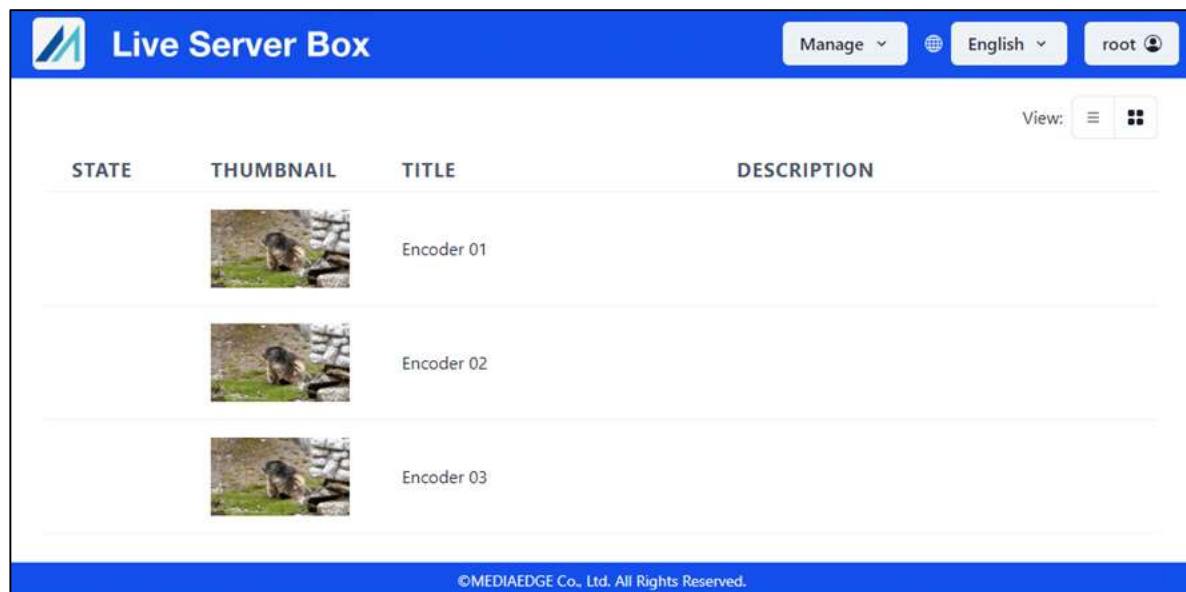 Live Server Box
Manage
English
root
View:
STATE THUMBNAIL TITLE DESCRIPTION
Encoder 01
Encoder 02
Encoder 03
©MEDIAEDGE Co., Ltd. All Rights Reserved.